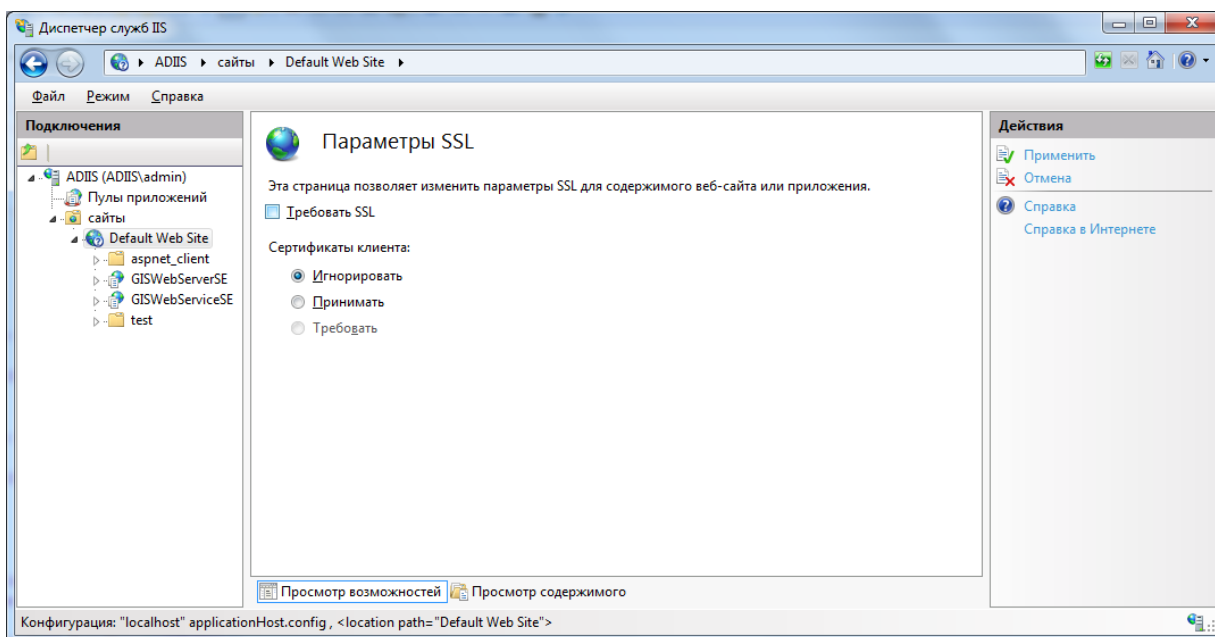 Диспетчер служб IIS
ADIIS сайты Default Web Site
Файл Режим Справка
Подключения
ADIIS (ADIIS\admin)
Пулы приложений
сайты
Default Web Site
aspnet_client
GISWebServerSE
GISWebServiceSE
test
Параметры SSL
Эта страница позволяет изменить параметры SSL для содержимого веб-сайта или приложения.
Требовать SSL
Сертификаты клиента:
Игнорировать
Принимать
Требовать
Просмотр возможностей Просмотр содержимого
Действия
Применить
Отмена
Справка
Справка в Интернете
Конфигурация: "localhost" applicationHost.config , <location path="Default Web Site">